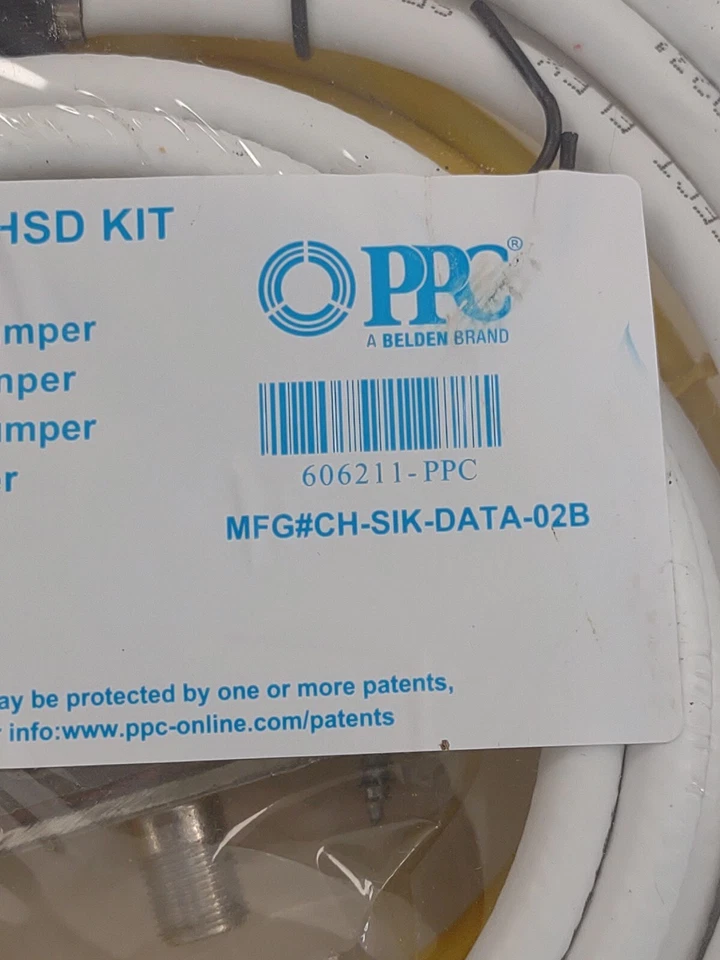 HSD KIT
PPC®
A BELDEN BRAND
mper
mper
umper
r
606211-PPC
MFG#CH-SIK-DATA-02B
ay be protected by one or more patents,
info:www.ppc-online.com/patents